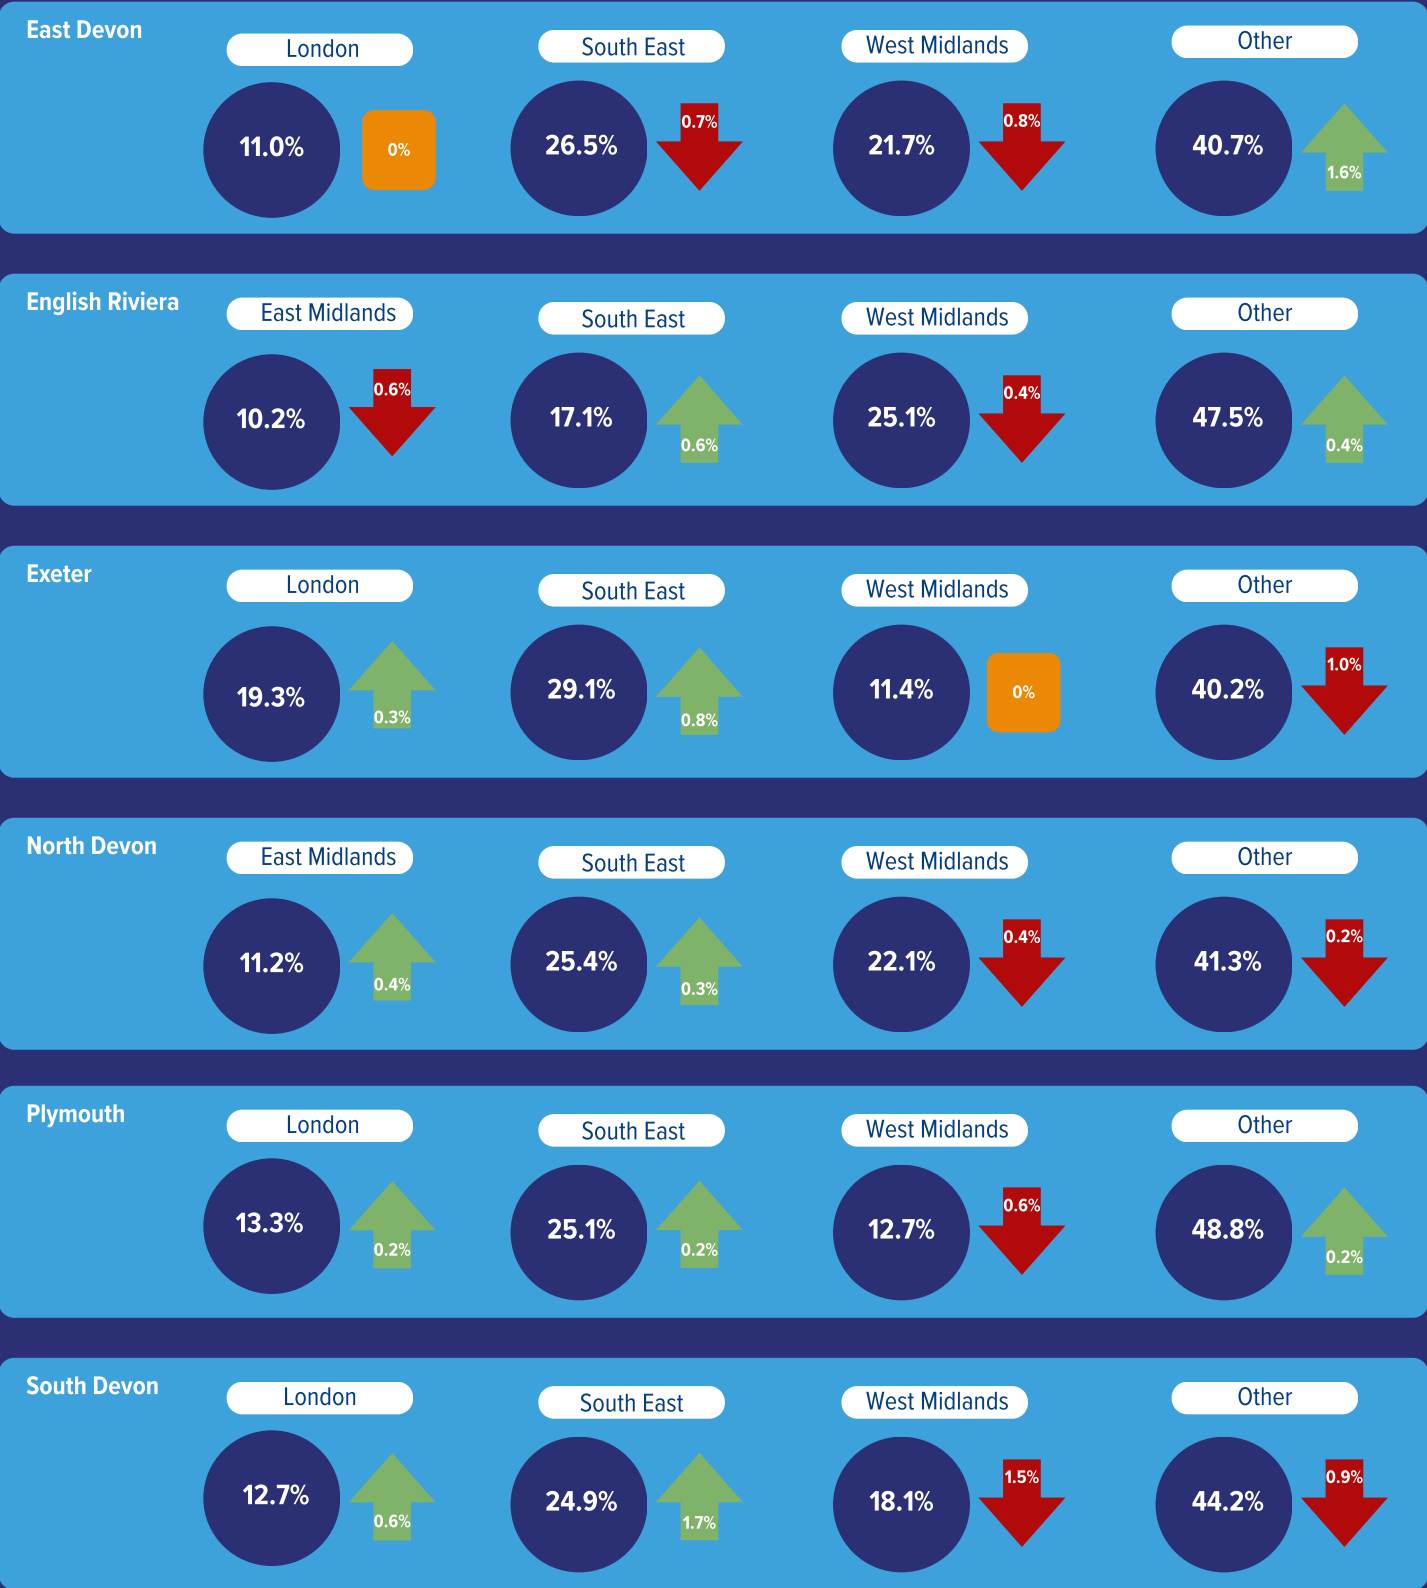 East Devon
London
South East
West Midlands
Other
11.0%
0%
26.5%
0.7%
21.7%
0.8%
40.7%
1.6%
English Riviera
East Midlands
South East
West Midlands
Other
10.2%
0.6%
17.1%
0.6%
25.1%
0.4%
47.5%
0.4%
Exeter
London
South East
West Midlands
Other
19.3%
0.3%
29.1%
0.8%
11.4%
0%
40.2%
1.0%
North Devon
East Midlands
South East
West Midlands
Other
11.2%
0.4%
25.4%
0.3%
22.1%
0.4%
41.3%
0.2%
Plymouth
London
South East
West Midlands
Other
13.3%
0.2%
25.1%
0.2%
12.7%
0.6%
48.8%
0.2%
South Devon
London
South East
West Midlands
Other
12.7%
0.6%
24.9%
1.7%
18.1%
1.5%
44.2%
0.9%